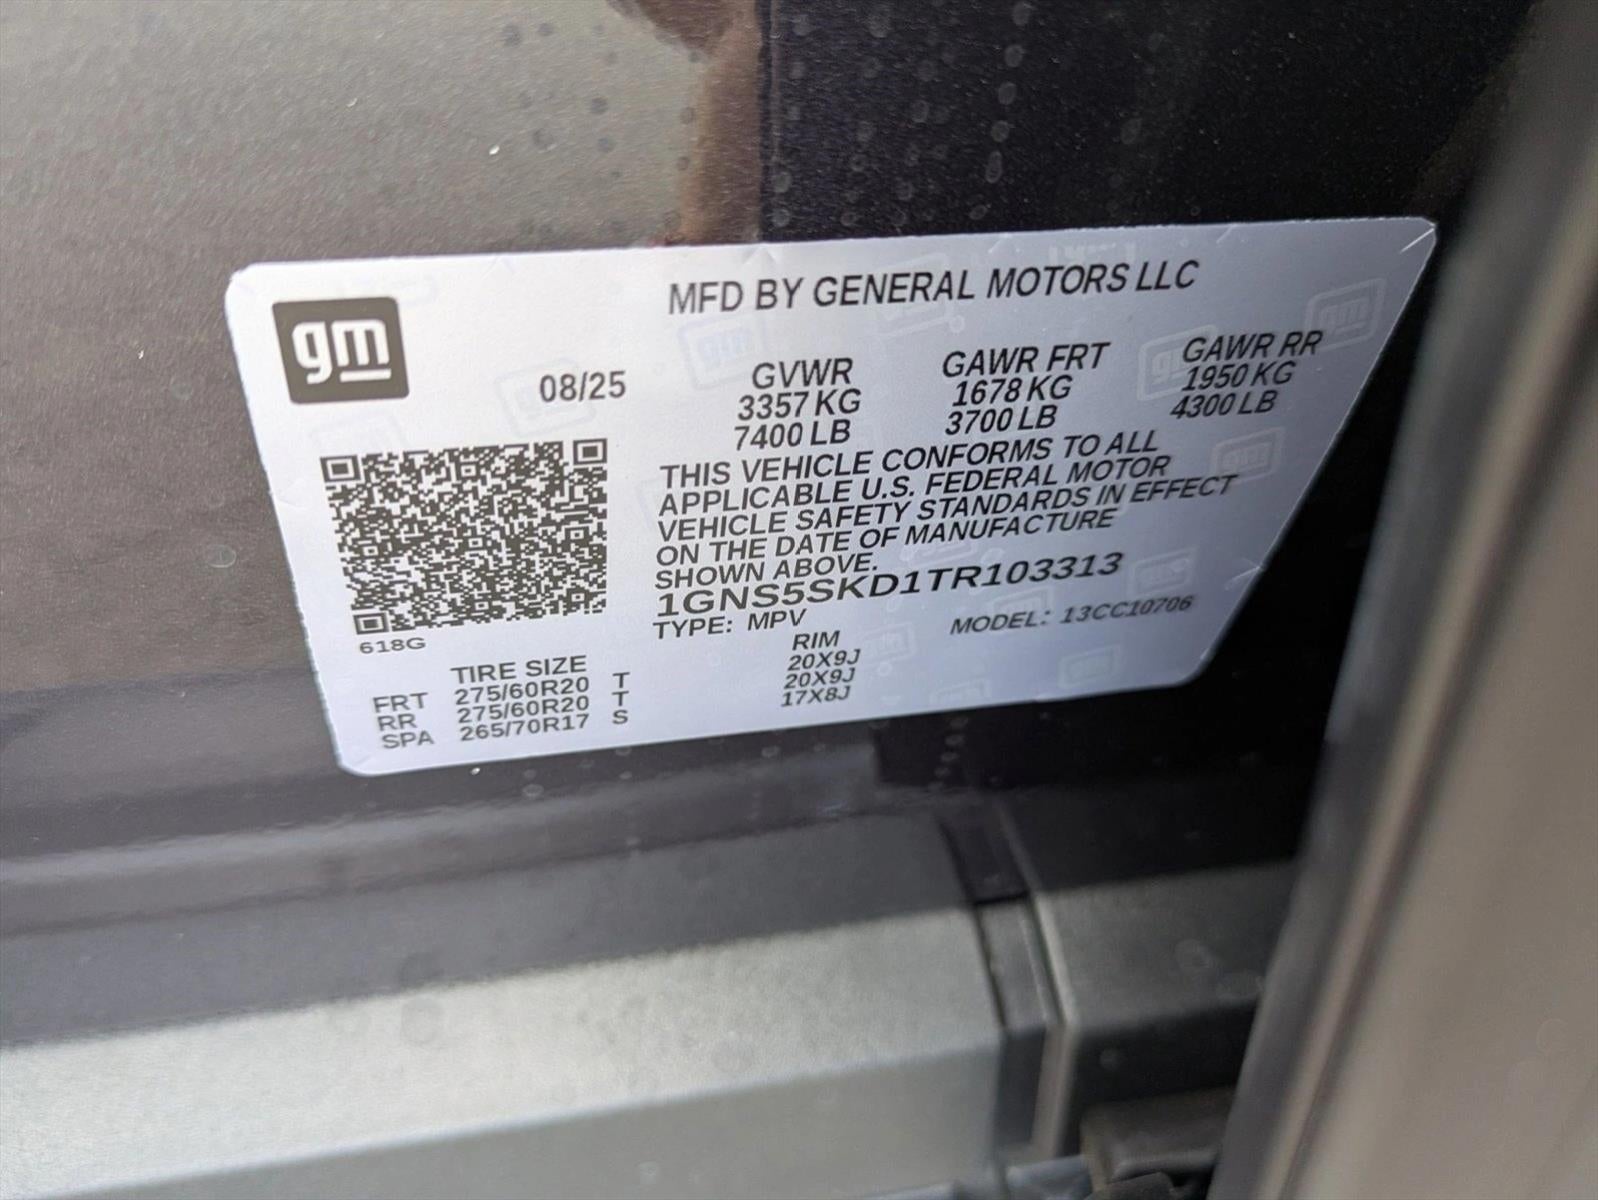 gm
MFD BY GENERAL MOTORS LLC
08/25
GVWR GAWR FRT GAWR RR
3357 KG 1678 KG 1950 KG
7400 LB 3700 LB 4300 LB
THIS VEHICLE CONFORMS TO ALL
APPLICABLE U.S. FEDERAL MOTOR
VEHICLE SAFETY STANDARDS IN EFFECT
ON THE DATE OF MANUFACTURE
SHOWN ABOVE.
1GNS5SKD1TR103313
TYPE: MPV MODEL: 13CC10706
618G
TIRE SIZE RIM
FRT 275/60R20 T 20X9J
RR 275/60R20 T 20X9J
SPA 265/70R17 S 17X8J